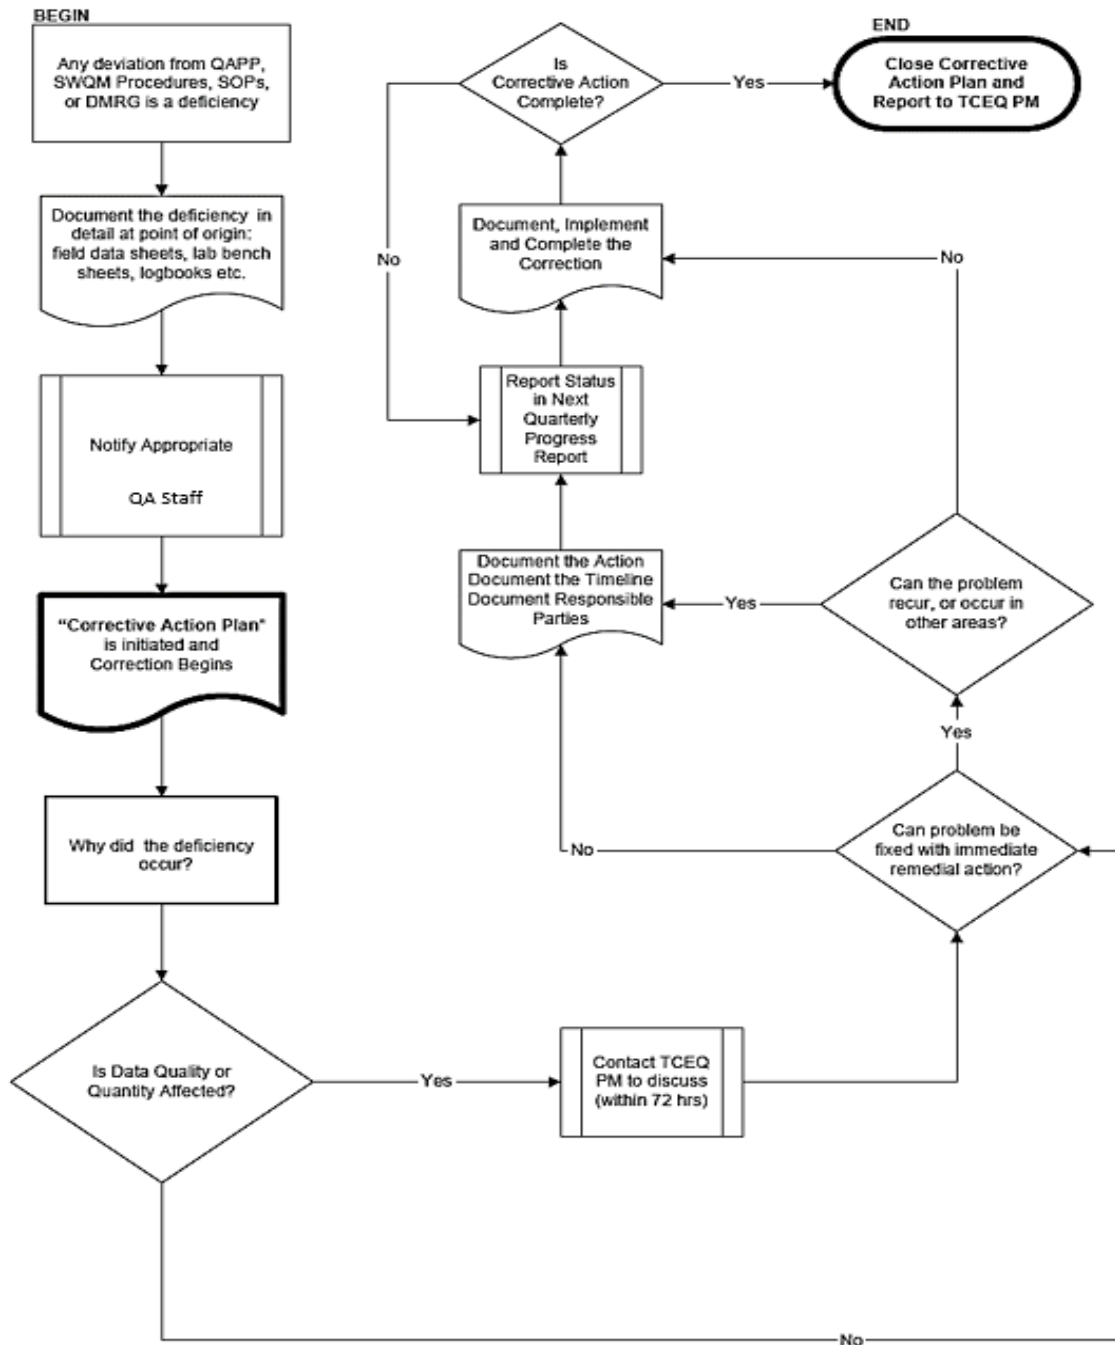 BEGIN
Any deviation from QAPP,
SWQM Procedures, SOPs,
or DMRG is a deficiency
Document the deficiency in
detail at point of origin:
field data sheets, lab bench
sheets, logbooks etc.
Notify Appropriate
QA Staff
“Corrective Action Plan”
is initiated and
Correction Begins
Why did the deficiency
occur?
Is Data Quality or
Quantity Affected?
Yes
No
Contact TCEQ
PM to discuss
(within 72 hrs)
Can problem be
fixed with immediate
remedial action?
No
Yes
Can the problem
recur, or occur in
other areas?
Yes
No
Document the Action
Document the Timeline
Document Responsible
Parties
Report Status
in Next
Quarterly
Progress
Report
Document, Implement
and Complete the
Correction
Is
Corrective Action
Complete?
No
Yes
END
Close Corrective
Action Plan and
Report to TCEQ PM